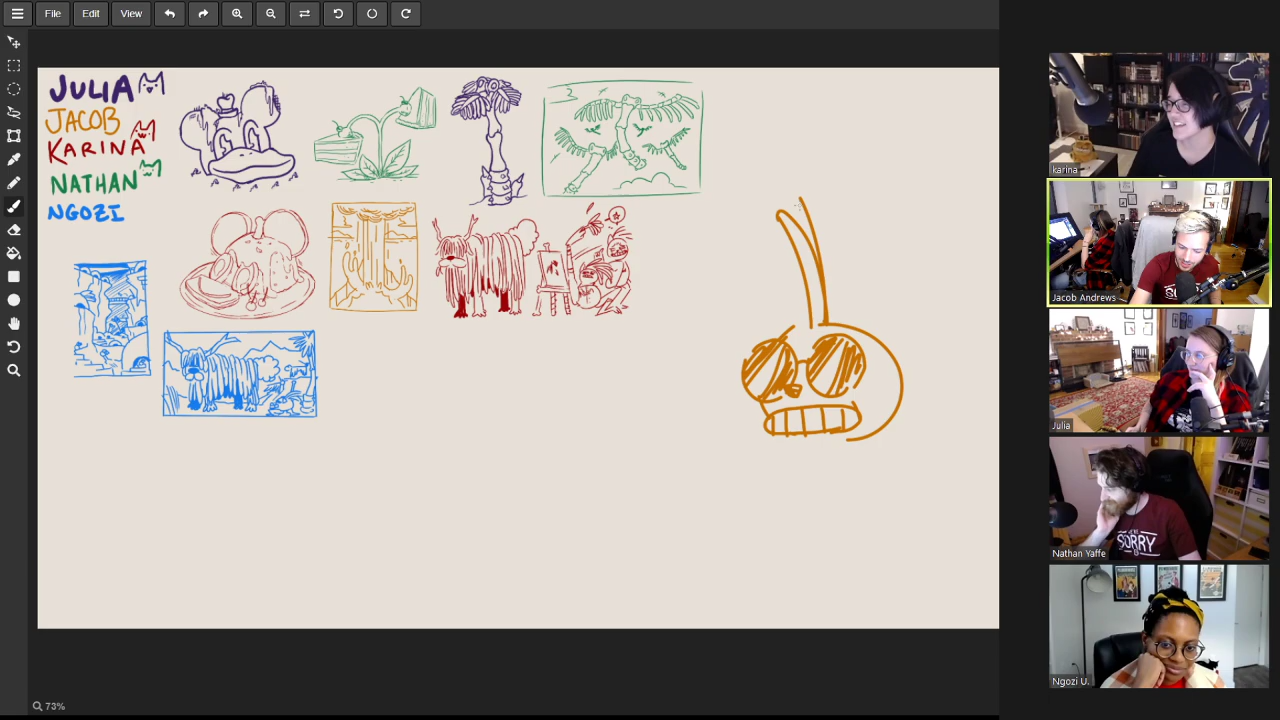 File Edit View
JULIA
JACOB
KARINA
NATHAN
NGOZI
73%
karina
Jacob Andrews
Julia
Nathan Yaffe
SORRY
Ngozi U.